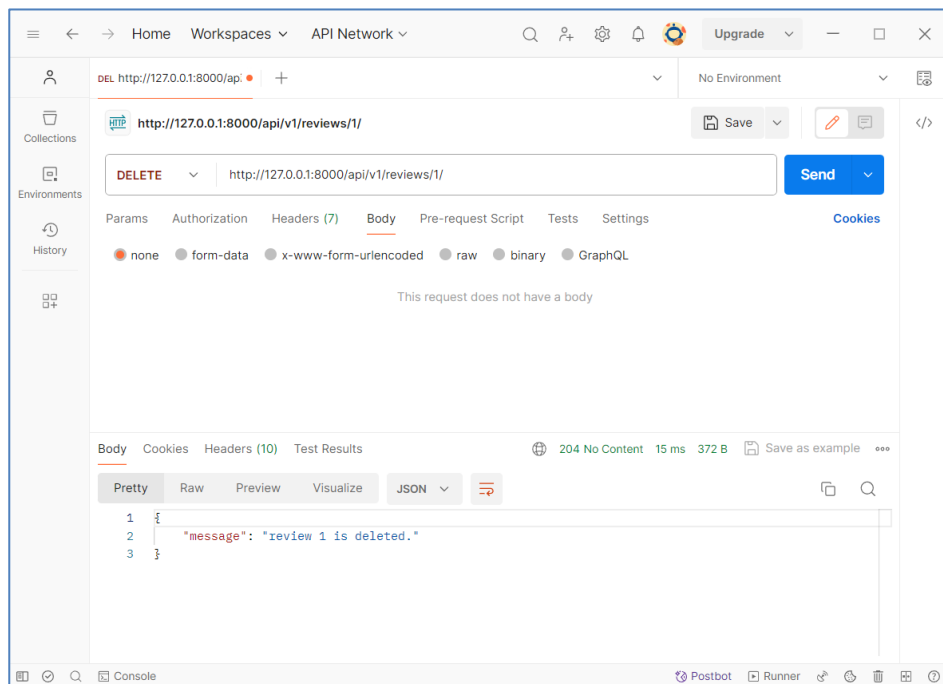 Home Workspaces API Network Upgrade
DEL http://127.0.0.1:8000/ap No Environment
HTTP http://127.0.0.1:8000/api/v1/reviews/1/ Save
DELETE http://127.0.0.1:8000/api/v1/reviews/1/ Send
Params Authorization Headers (7) Body Pre-request Script Tests Settings Cookies
none form-data x-www-form-urlencoded raw binary GraphQL
This request does not have a body
Collections
Environments
History
Body Cookies Headers (10) Test Results 204 No Content 15 ms 372 B Save as example
Pretty Raw Preview Visualize JSON
1 {
2 "message": "review 1 is deleted."
3 }
Console Postbot Runner